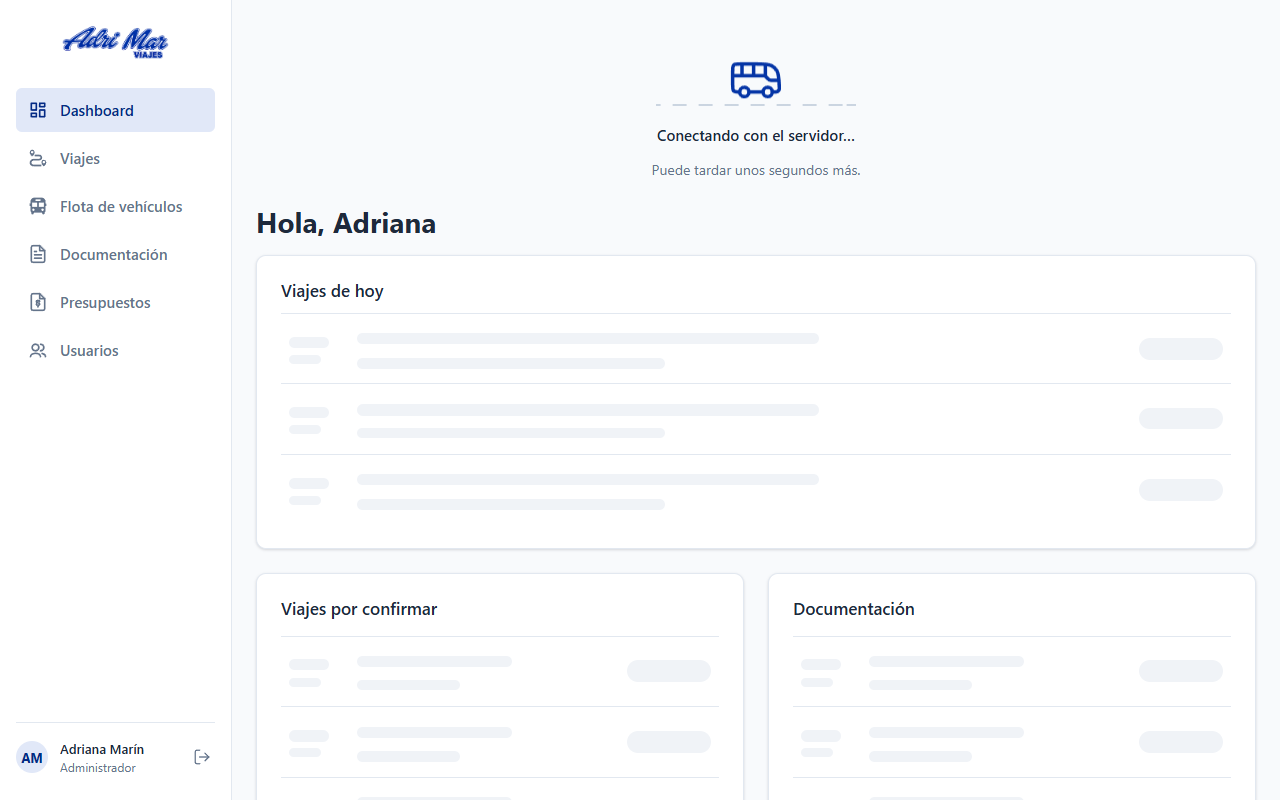 Adri Mar
VIAJES
Dashboard
Viajes
Flota de vehículos
Documentación
Presupuestos
Usuarios
AM
Adriana Marín
Administrador
Conectando con el servidor...
Puede tardar unos segundos más.
Hola, Adriana
Viajes de hoy
Viajes por confirmar
Documentación